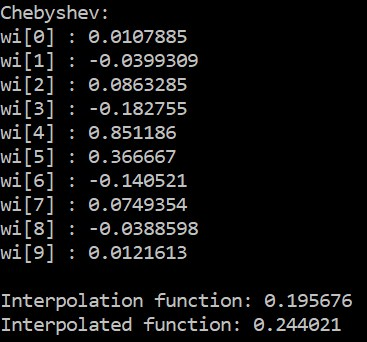 Chebyshev:
wi[0] : 0.0107885
wi[1] : -0.0399309
wi[2] : 0.0863285
wi[3] : -0.182755
wi[4] : 0.851186
wi[5] : 0.366667
wi[6] : -0.140521
wi[7] : 0.0749354
wi[8] : -0.0388598
wi[9] : 0.0121613
Interpolation function: 0.195676
Interpolated function: 0.244021